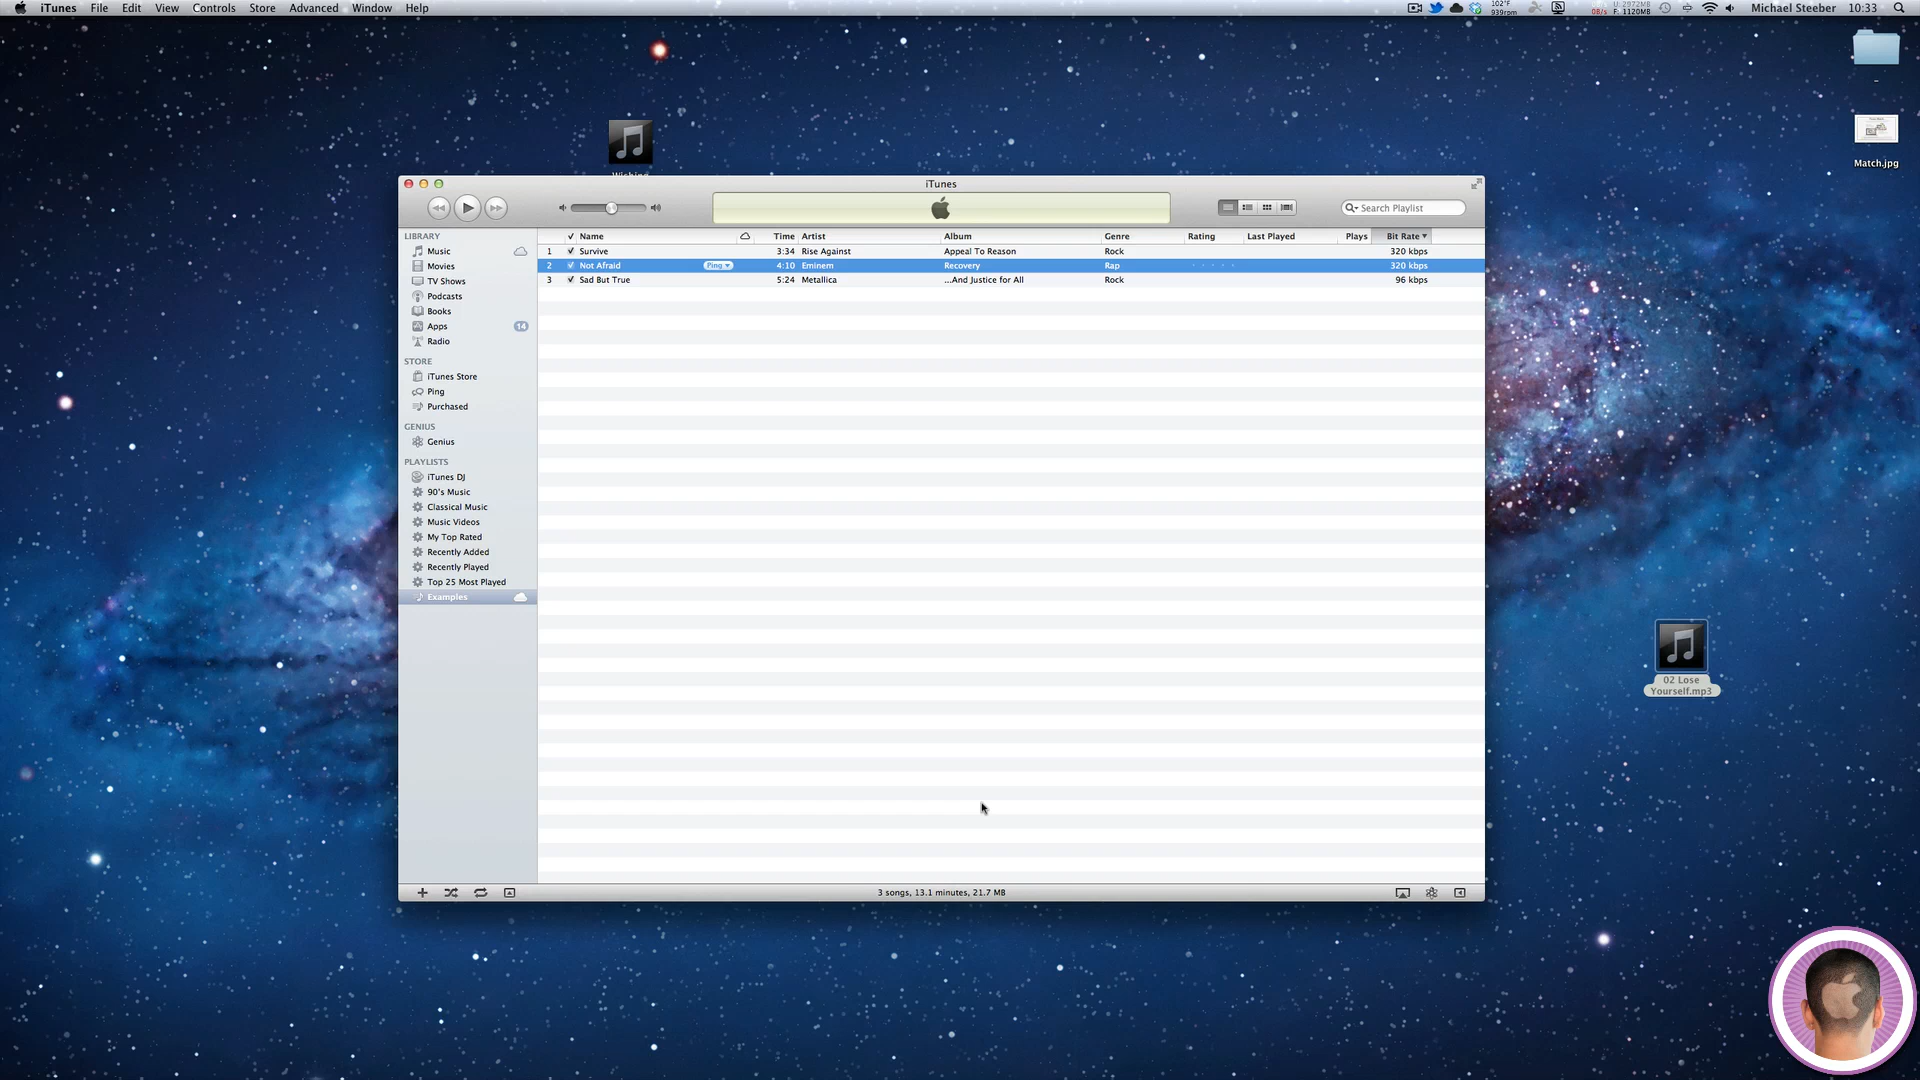 iTunes File Edit View Controls Store Advanced Window Help
102°F
939rpm
0B/s
U: 2972MB
F: 1120MB
Michael Steeber 10:33
Match.jpg
iTunes
Search Playlist
LIBRARY
Music
Movies
TV Shows
Podcasts
Books
Apps 14
Radio
STORE
iTunes Store
Ping
Purchased
GENIUS
Genius
PLAYLISTS
iTunes DJ
90's Music
Classical Music
Music Videos
My Top Rated
Recently Added
Recently Played
Top 25 Most Played
Examples
Name Time Artist Album Genre Rating Last Played Plays Bit Rate
1 Survive 3:34 Rise Against Appeal To Reason Rock 320 kbps
2 Not Afraid Ping 4:10 Eminem Recovery Rap 320 kbps
3 Sad But True 5:24 Metallica ...And Justice for All Rock 96 kbps
3 songs, 13.1 minutes, 21.7 MB
02 Lose
Yourself.mp3